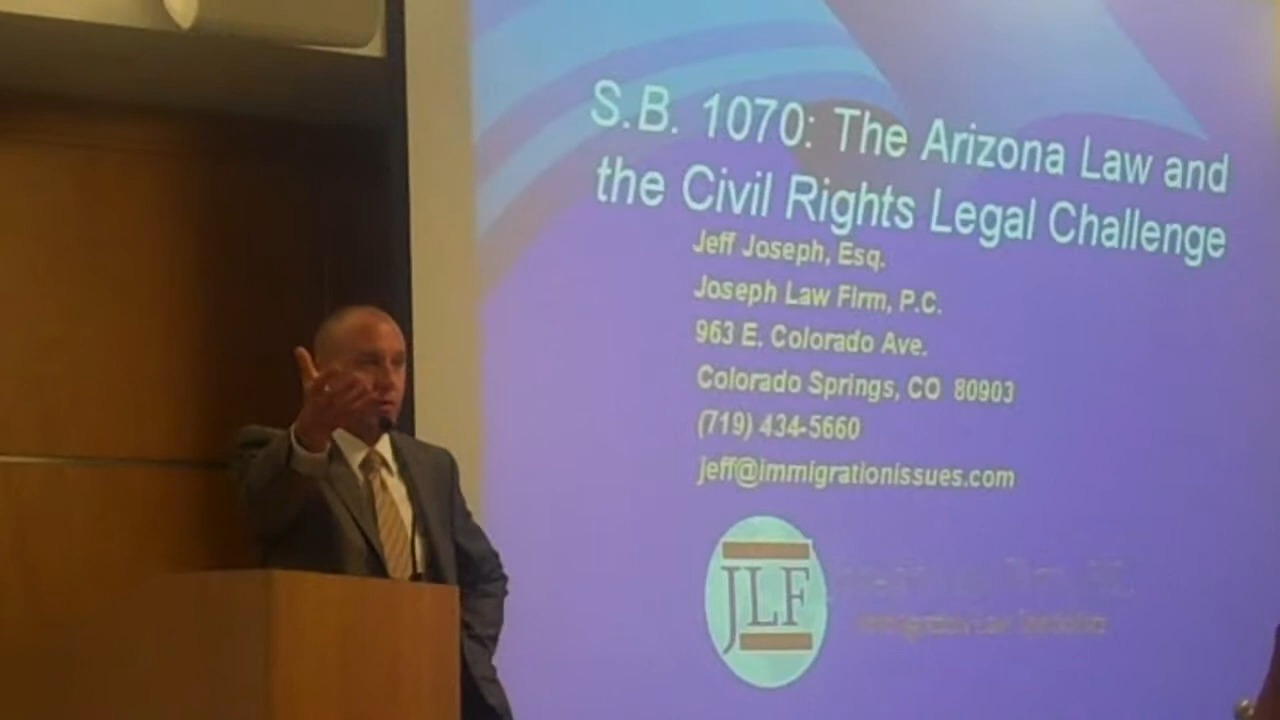 S.B. 1070: The Arizona Law and
the Civil Rights Legal Challenge
Jeff Joseph, Esq.
Joseph Law Firm, P.C.
963 E. Colorado Ave.
Colorado Springs, CO 80903
(719) 434-5660
jeff@immigrationissues.com
JLF